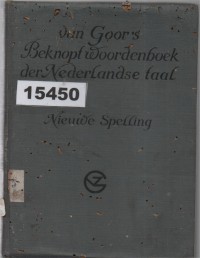 van Goor's
Beknopt woordenboek
der Nederlandse taal
15450
Nieuwe Spelling